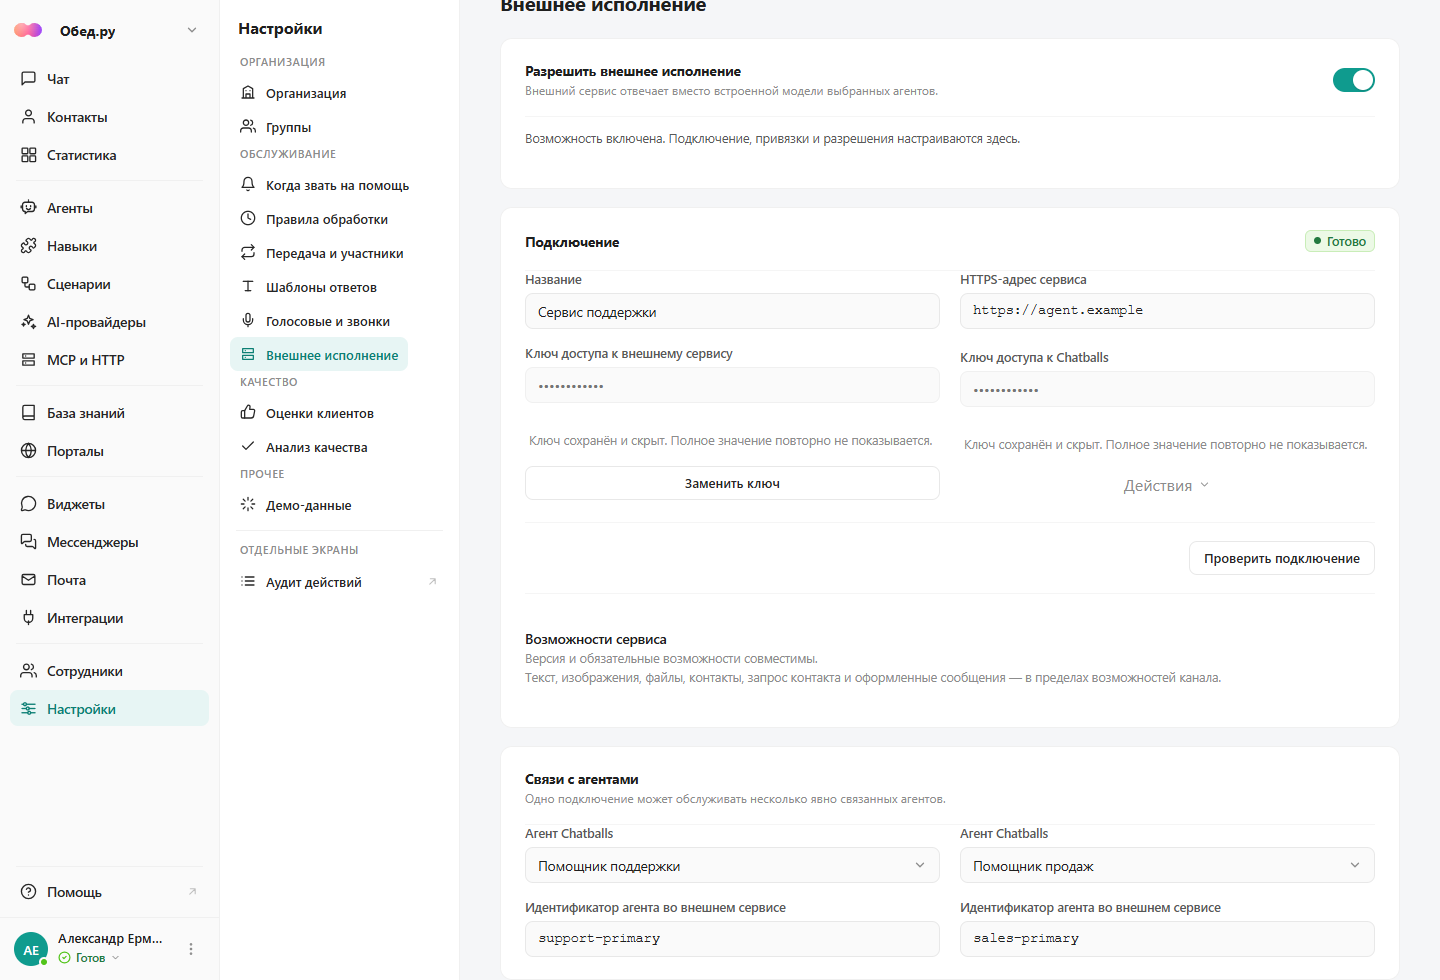 Обед.ру
Чат
Контакты
Статистика
Агенты
Навыки
Сценарии
AI-провайдеры
MCP и HTTP
База знаний
Порталы
Виджеты
Мессенджеры
Почта
Интеграции
Сотрудники
Настройки
Помощь
АЕ
Александр Ерм...
Готов
Настройки
ОРГАНИЗАЦИЯ
Организация
Группы
ОБСЛУЖИВАНИЕ
Когда звать на помощь
Правила обработки
Передача и участники
Шаблоны ответов
Голосовые и звонки
Внешнее исполнение
КАЧЕСТВО
Оценки клиентов
Анализ качества
ПРОЧЕЕ
Демо-данные
ОТДЕЛЬНЫЕ ЭКРАНЫ
Аудит действий
Внешнее исполнение
Разрешить внешнее исполнение
Внешний сервис отвечает вместо встроенной модели выбранных агентов.
Возможность включена. Подключение, привязки и разрешения настраиваются здесь.
Подключение
Готово
Название
Сервис поддержки
HTTPS-адрес сервиса
https://agent.example
Ключ доступа к внешнему сервису
••••••••••••
Ключ сохранён и скрыт. Полное значение повторно не показывается.
Заменить ключ
Ключ доступа к Chatballs
••••••••••••
Ключ сохранён и скрыт. Полное значение повторно не показывается.
Действия
Проверить подключение
Возможности сервиса
Версия и обязательные возможности совместимы.
Текст, изображения, файлы, контакты, запрос контакта и оформленные сообщения — в пределах возможностей канала.
Связи с агентами
Одно подключение может обслуживать несколько явно связанных агентов.
Агент Chatballs
Помощник поддержки
Идентификатор агента во внешнем сервисе
support-primary
Агент Chatballs
Помощник продаж
Идентификатор агента во внешнем сервисе
sales-primary